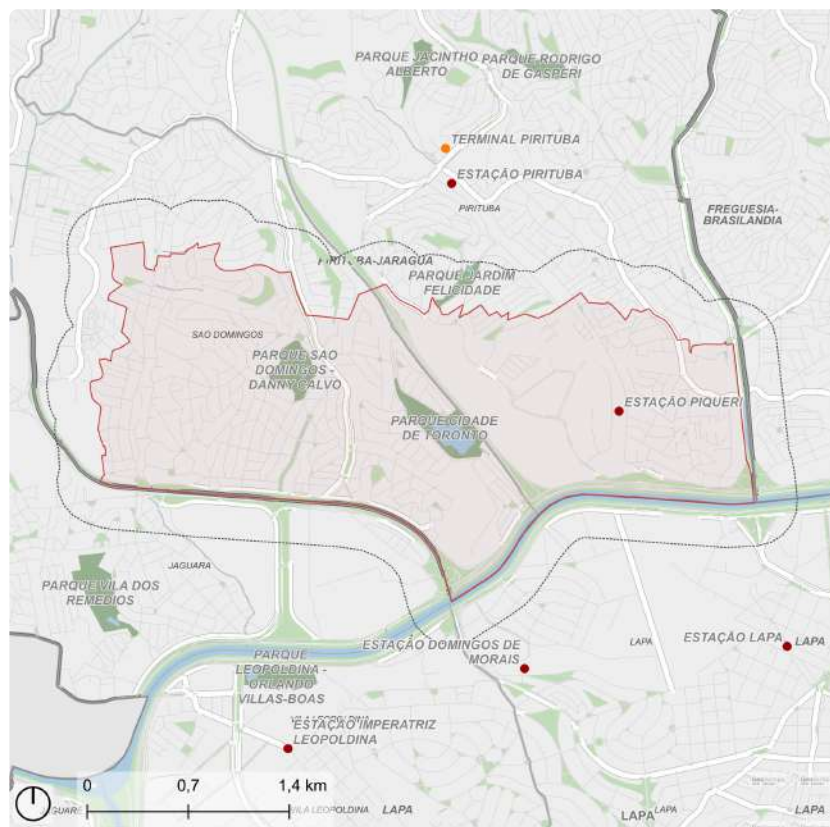 PARQUE JACINTHO
ALBERTO
PARQUE RODRIGO
DE GASPERI
TERMINAL PIRITUBA
ESTAÇÃO PIRITUBA
PIRITUBA
FREGUESIA-
BRASILANDIA
PIRITUBA-JARAGUA
PARQUE JARDIM
FELICIDADE
SAO DOMINGOS
PARQUE SAO
DOMINGOS -
DANNY CALVO
ESTAÇÃO PIQUERI
PARQUE CIDADE
DE TORONTO
JAGUARA
PARQUE VILA DOS
REMEDIOS
ESTAÇÃO DOMINGOS DE
MORAIS
LAPA
ESTAÇÃO LAPA
LAPA
PARQUE
LEOPOLDINA -
ORLANDO
VILLAS-BOAS
ESTAÇÃO IMPERATRIZ
LEOPOLDINA
0
0,7
1,4 km
JAGUARE
VILA LEOPOLDINA
LAPA
LAPA
LAPA